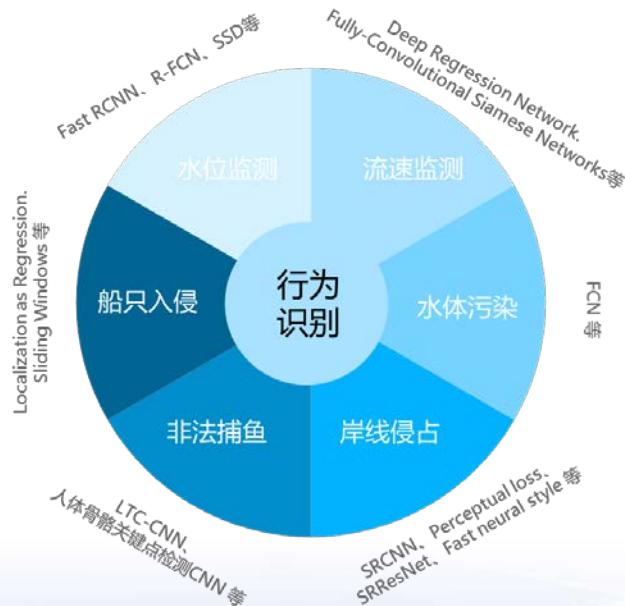 Fast RCNN、R-FCN、SSD等
Deep Regression Network.
Fully-Convolutional Siamese Networks等
水位监测
流速监测
Localization as Regression.
Sliding Windows 等
船只入侵
行为
识别
水体污染
FCN 等
非法捕鱼
岸线侵占
LTC-CNN、
人体骨骼关键点检测CNN 等
SRCNN、Perceptual loss、
SRResNet、Fast neural style 等